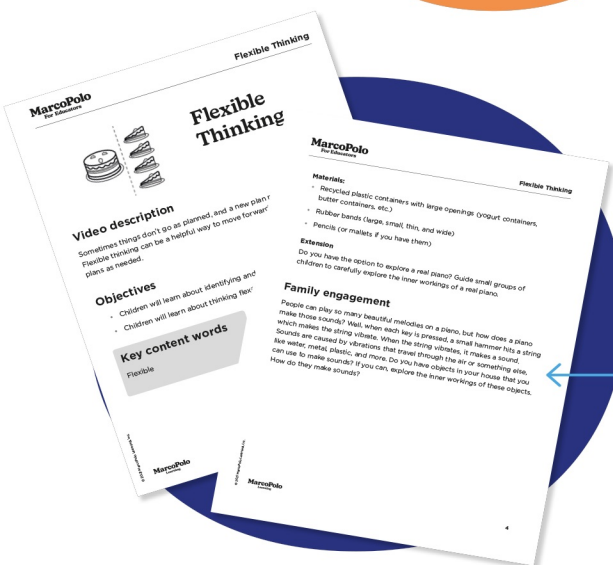 Flexible Thinking
MarcoPolo
For Educators
Flexible
Thinking
Video description
Sometimes things don't go as planned, and a new plan
Flexible thinking can be a helpful way to move forward
plans as needed.
Objectives
• Children will learn about identifying and
• Children will learn about thinking
Key content words
Flexible
MarcoPolo
Learning
MarcoPolo
For Educators
Flexible Thinking
Materials:
• Recycled plastic containers with large openings (yogurt containers,
butter containers, etc.)
• Rubber bands (large, small, thin, and wide)
• Pencils (or mallets if you have them)
Extension
Do you have the option to explore a real piano? Guide small groups of
children to carefully explore the inner workings of a real piano.
Family engagement
People can play so many beautiful melodies on a piano, but how does a piano
make those sounds? Well, when each key is pressed, a small hammer hits a string
which makes the string vibrate. When the string vibrates, it makes a sound.
Sounds are caused by vibrations that travel through the air or something else,
like water, metal, plastic, and more. Do you have objects in your house that you
can use to make sounds? If you can, explore the inner workings of these objects.
How do they make sounds?
MarcoPolo
Learning
4